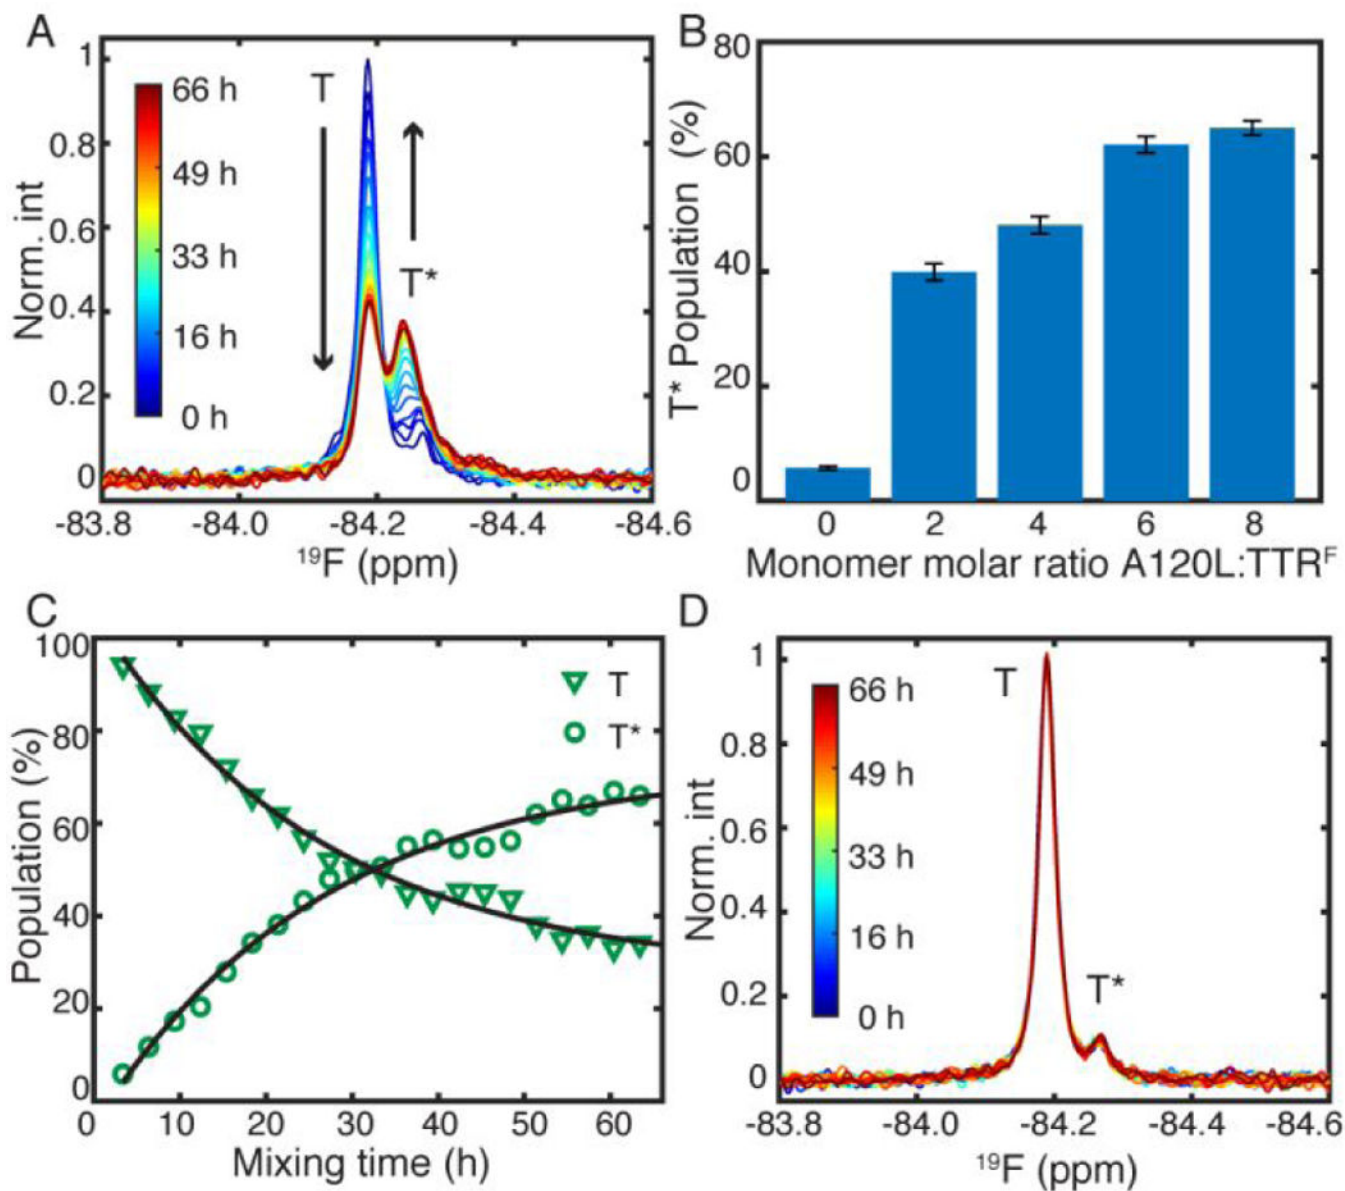 A
1
0.8
0.6
0.4
0.2
0
Norm. int
66 h
49 h
33 h
16 h
0 h
T
T*
-83.8 -84.0 -84.2 -84.4 -84.6
¹⁹F (ppm)
B
80
60
40
20
0
T* Population (%)
0 2 4 6 8
Monomer molar ratio A120L:TTRᶠ
C
100
80
60
40
20
0
Population (%)
T
T*
0 10 20 30 40 50 60
Mixing time (h)
D
1
0.8
0.6
0.4
0.2
0
Norm. int
66 h
49 h
33 h
16 h
0 h
T
T*
-83.8 -84.0 -84.2 -84.4 -84.6
¹⁹F (ppm)